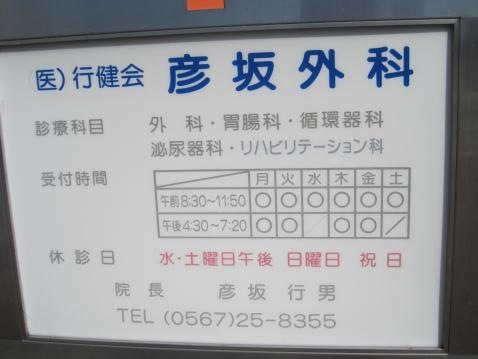 (医)行健会 彦坂外科
診療科目 外科・胃腸科・循環器科
泌尿器科・リハビリテーション科
受付時間 月 火 水 木 金 土
午前8:30～11:50 ○ ○ ○ ○ ○ ○
午後4:30～7:20 ○ ○ ／ ○ ○ ／
休診日 水・土曜日午後 日曜日 祝日
院長 彦坂行男
TEL (0567)25-8355